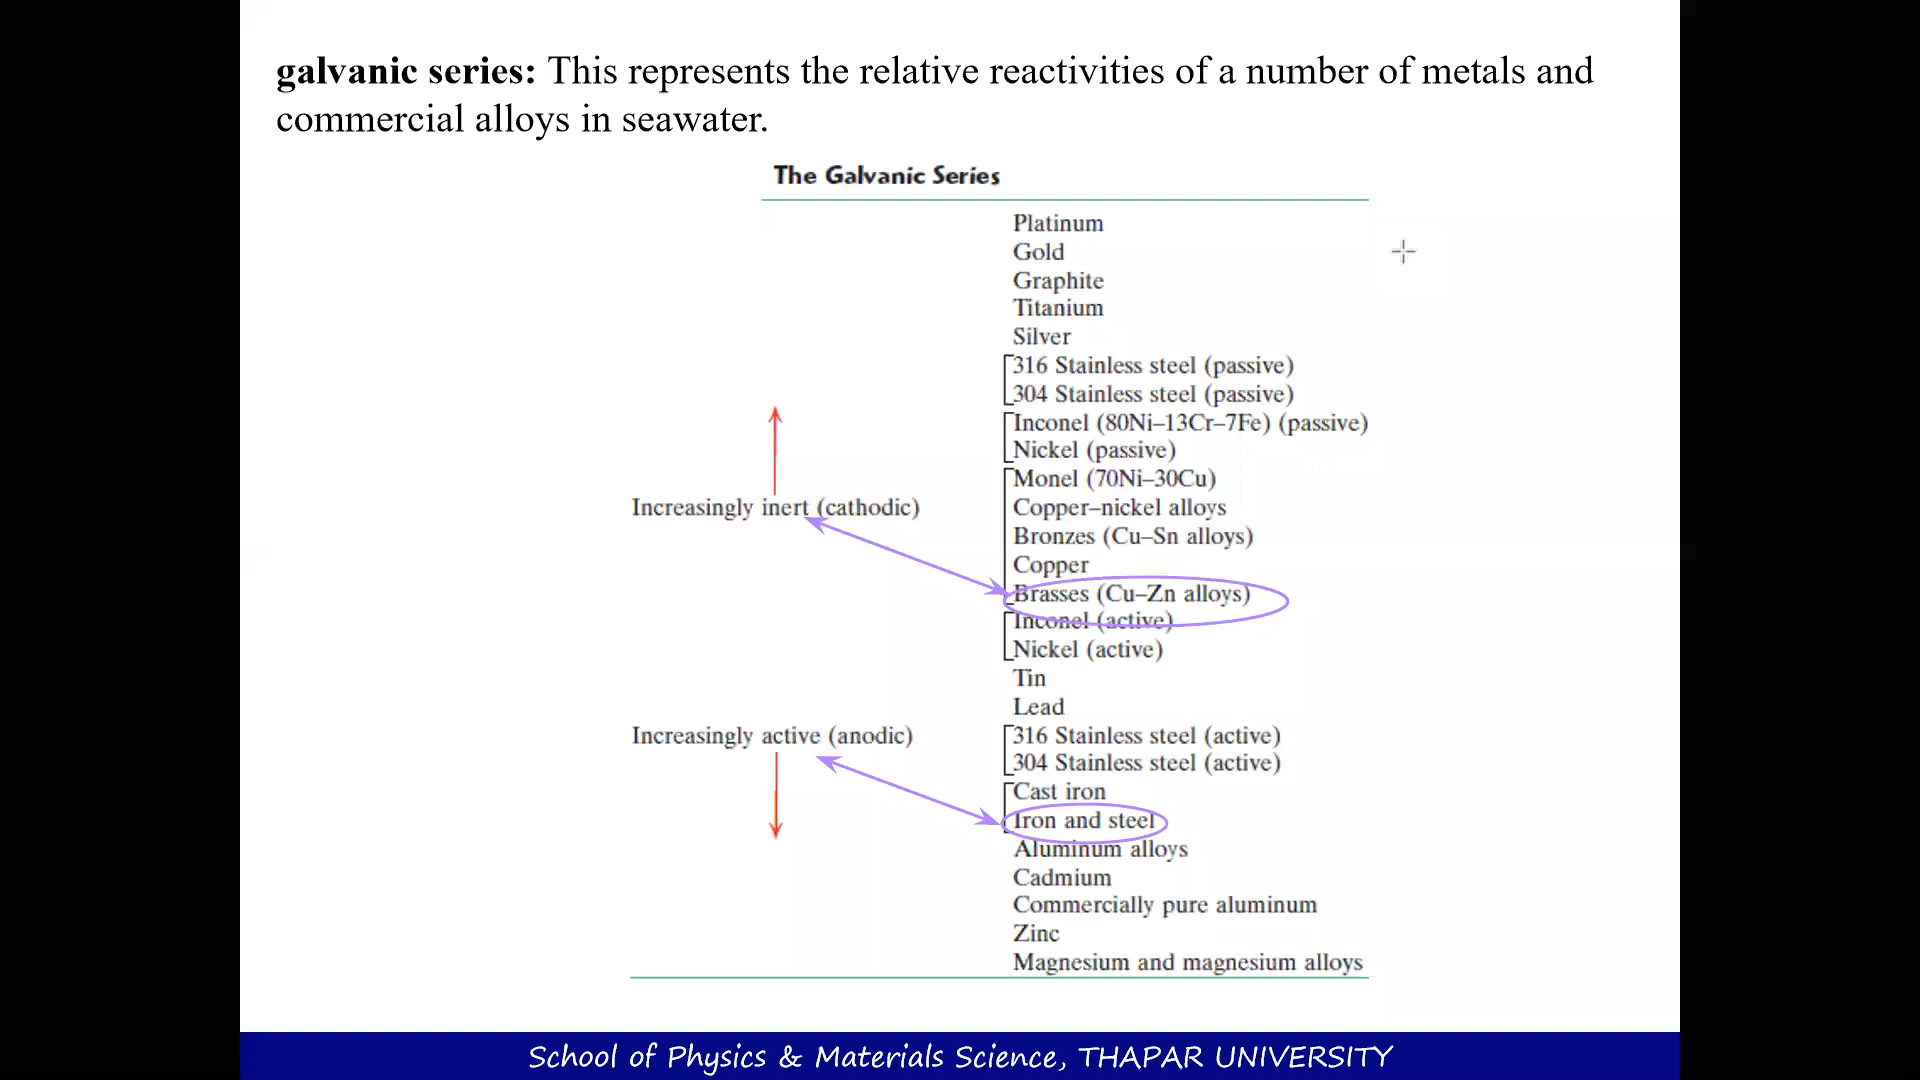 galvanic series: This represents the relative reactivities of a number of metals and
commercial alloys in seawater.
The Galvanic Series
Platinum
Gold
Graphite
Titanium
Silver
316 Stainless steel (passive)
304 Stainless steel (passive)
Inconel (80Ni–13Cr–7Fe) (passive)
Nickel (passive)
Monel (70Ni–30Cu)
Increasingly inert (cathodic)
Copper–nickel alloys
Bronzes (Cu–Sn alloys)
Copper
Brasses (Cu–Zn alloys)
Inconel (active)
Nickel (active)
Tin
Lead
Increasingly active (anodic)
316 Stainless steel (active)
304 Stainless steel (active)
Cast iron
Iron and steel
Aluminum alloys
Cadmium
Commercially pure aluminum
Zinc
Magnesium and magnesium alloys
School of Physics & Materials Science, THAPAR UNIVERSITY